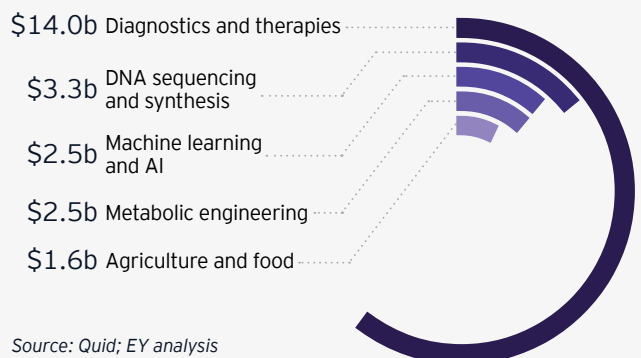 $14.0b Diagnostics and therapies
$3.3b DNA sequencing
and synthesis
$2.5b Machine learning
and AI
$2.5b Metabolic engineering
$1.6b Agriculture and food
Source: Quid; EY analysis